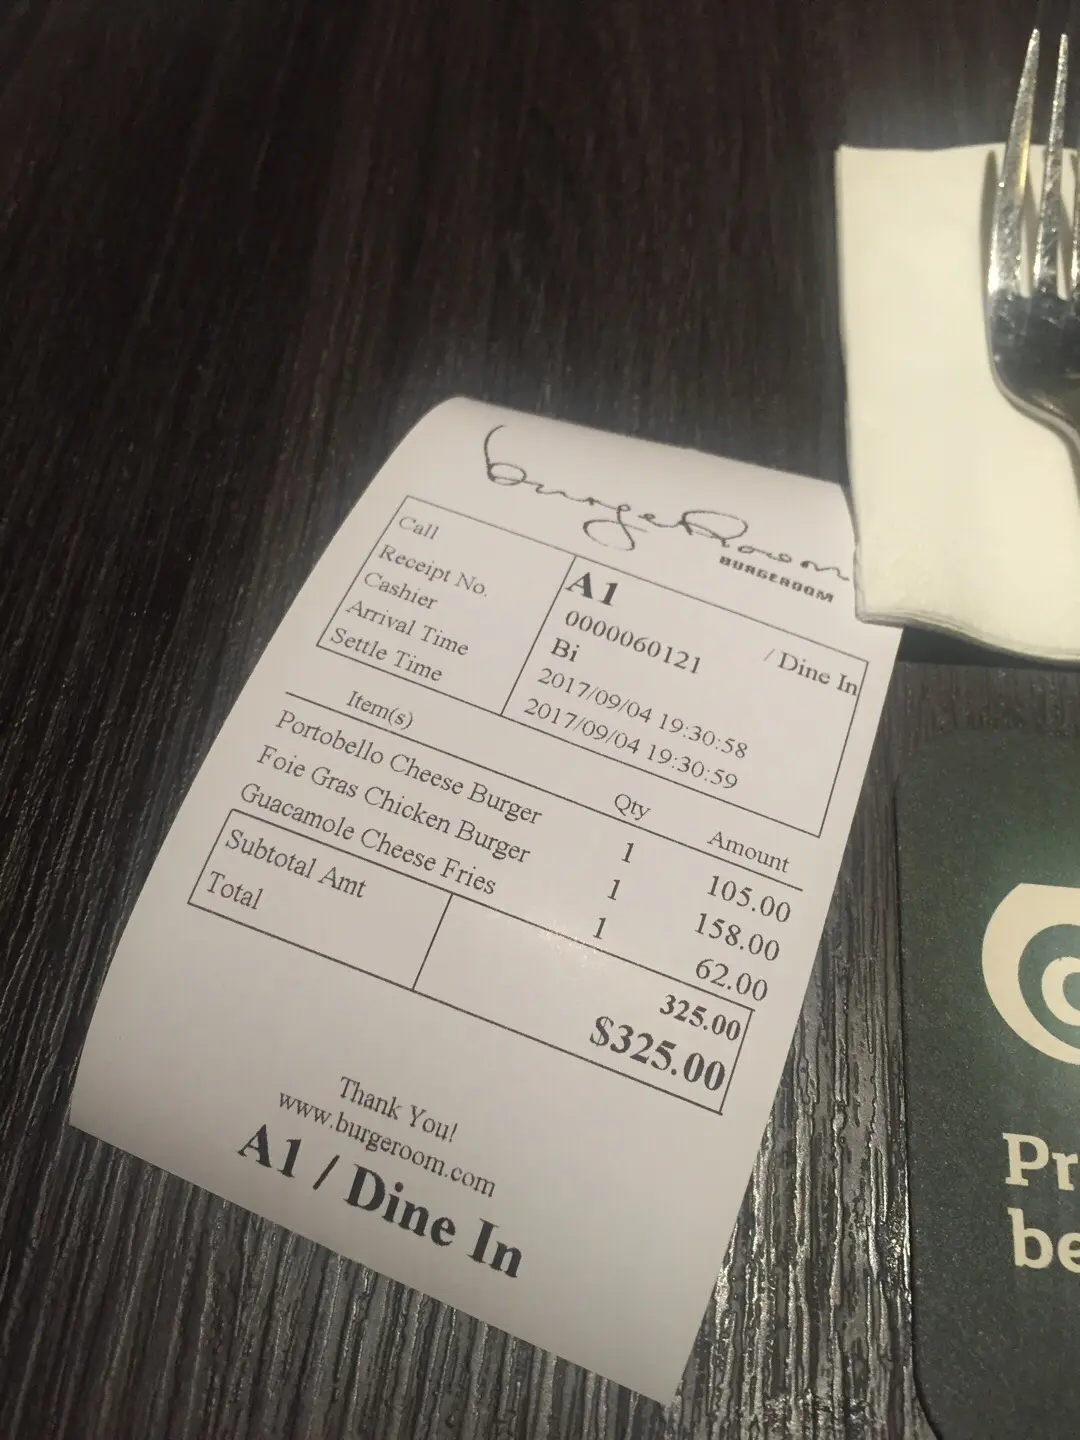 burgeRoom
BURGEROOM
Call A1 / Dine In
Receipt No. 0000060121
Cashier Bi
Arrival Time 2017/09/04 19:30:58
Settle Time 2017/09/04 19:30:59
Item(s) Qty Amount
Portobello Cheese Burger 1 105.00
Foie Gras Chicken Burger 1 158.00
Guacamole Cheese Fries 1 62.00
Subtotal Amt 325.00
Total $325.00
Thank You!
www.burgeroom.com
A1 / Dine In